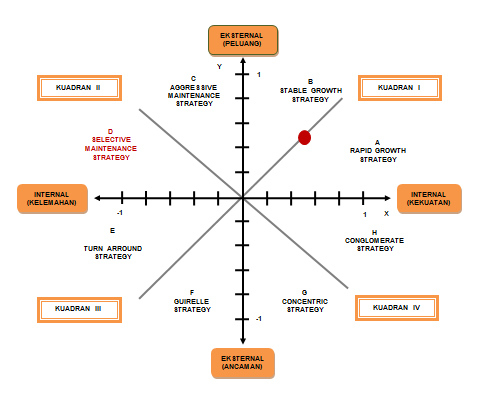 EKSTERNAL
(PELUANG)
Y
1
C
AGGRESSIVE
MAINTENANCE
STRATEGY
B
STABLE GROWTH
STRATEGY
KUADRAN II
KUADRAN I
D
SELECTIVE
MAINTENANCE
STRATEGY
A
RAPID GROWTH
STRATEGY
INTERNAL
(KELEMAHAN)
-1
1
X
INTERNAL
(KEKUATAN)
E
TURN ARROUND
STRATEGY
H
CONGLOMERATE
STRATEGY
F
GUIRELLE
STRATEGY
G
CONCENTRIC
STRATEGY
KUADRAN III
KUADRAN IV
-1
EKSTERNAL
(ANCAMAN)